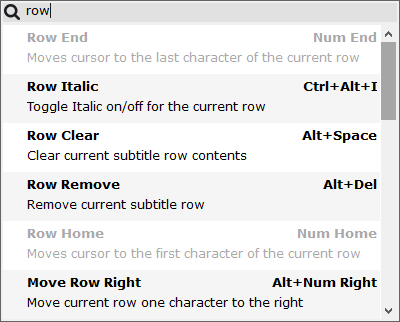 row
Row End Num End
Moves cursor to the last character of the current row
Row Italic Ctrl+Alt+I
Toggle Italic on/off for the current row
Row Clear Alt+Space
Clear current subtitle row contents
Row Remove Alt+Del
Remove current subtitle row
Row Home Num Home
Moves cursor to the first character of the current row
Move Row Right Alt+Num Right
Move current row one character to the right